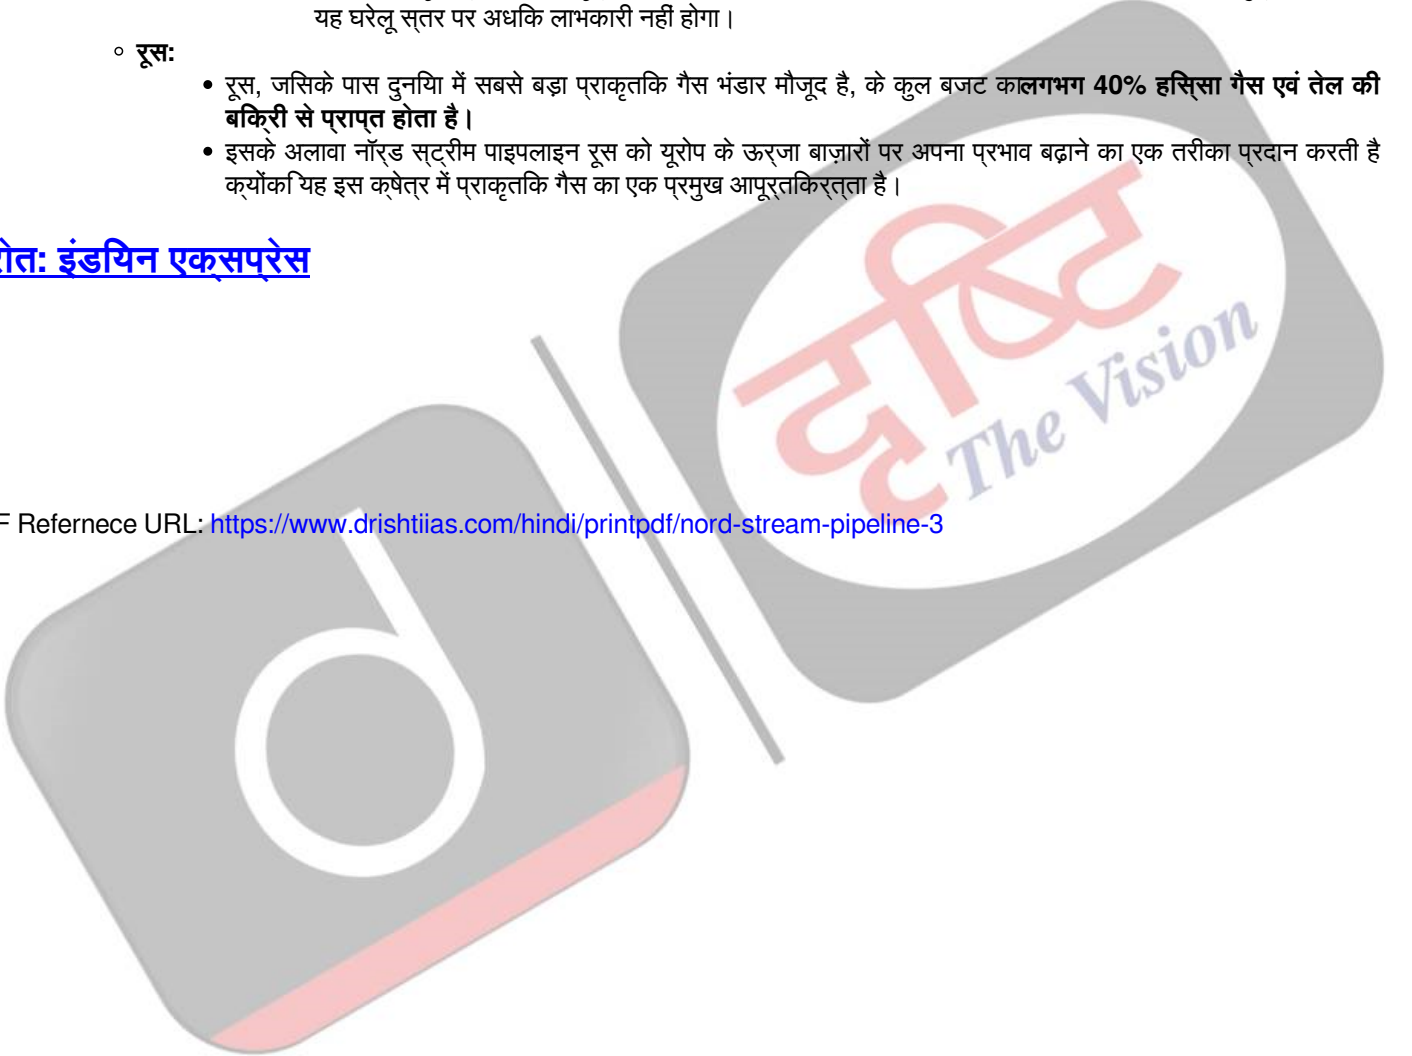 यह घरेलू स्तर पर अधिक लाभकारी नहीं होगा।
रूस:
रूस, जिसके पास दुनिया में सबसे बड़ा प्राकृतिक गैस भंडार मौजूद है, के कुल बजट का लगभग 40% हिस्सा गैस एवं तेल की
बिक्री से प्राप्त होता है।
इसके अलावा नॉर्ड स्ट्रीम पाइपलाइन रूस को यूरोप के ऊर्जा बाज़ारों पर अपना प्रभाव बढ़ाने का एक तरीका प्रदान करती है
क्योंकि यह इस क्षेत्र में प्राकृतिक गैस का एक प्रमुख आपूर्तिकर्त्ता है।
इंडियन एक्सप्रेस
दृष्टि
The Vision
F Refernece URL: https://www.drishtiias.com/hindi/printpdf/nord-stream-pipeline-3